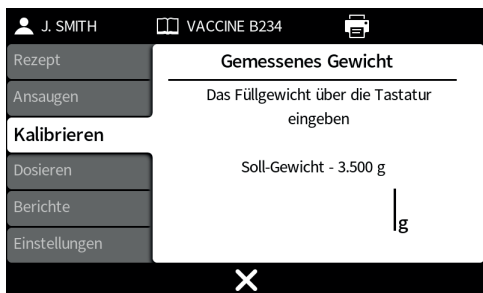 J. SMITH
VACCINE B234
Rezept
Ansaugen
Kalibrieren
Dosieren
Berichte
Einstellungen
Gemessenes Gewicht
Das Füllgewicht über die Tastatur
eingeben
Soll-Gewicht - 3.500 g
g